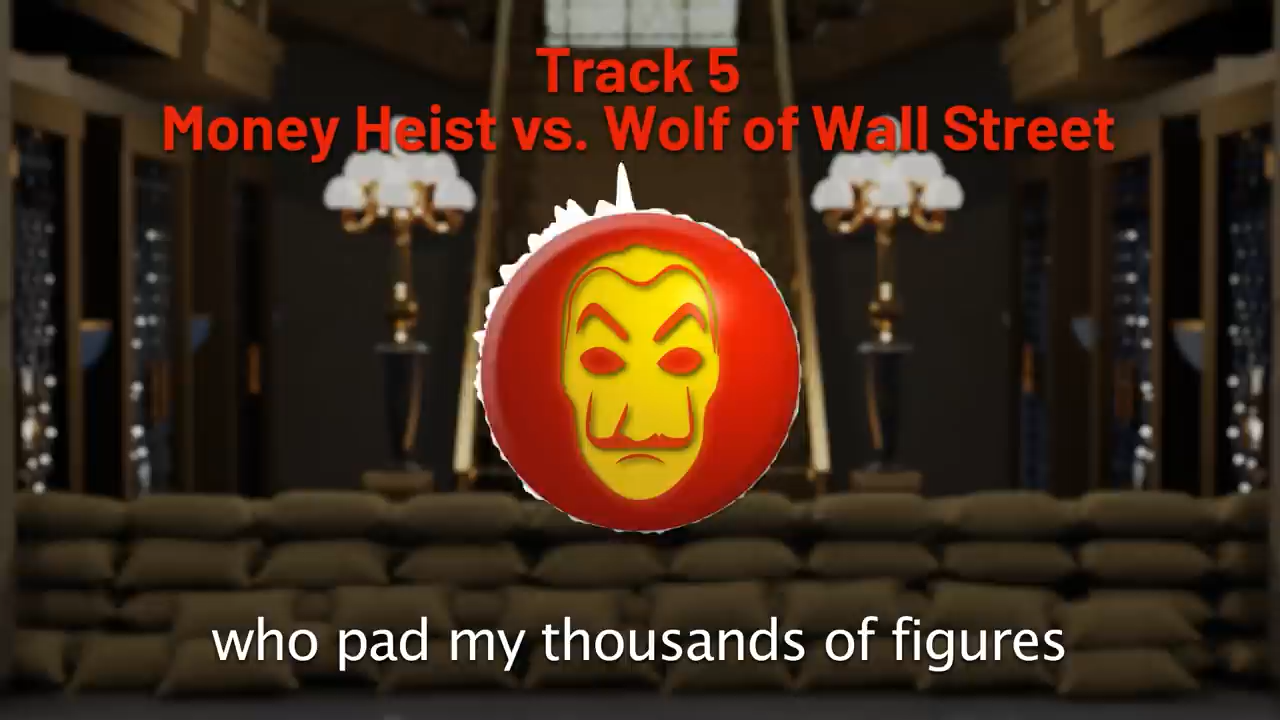 Track 5
Money Heist vs. Wolf of Wall Street
who pad my thousands of figures